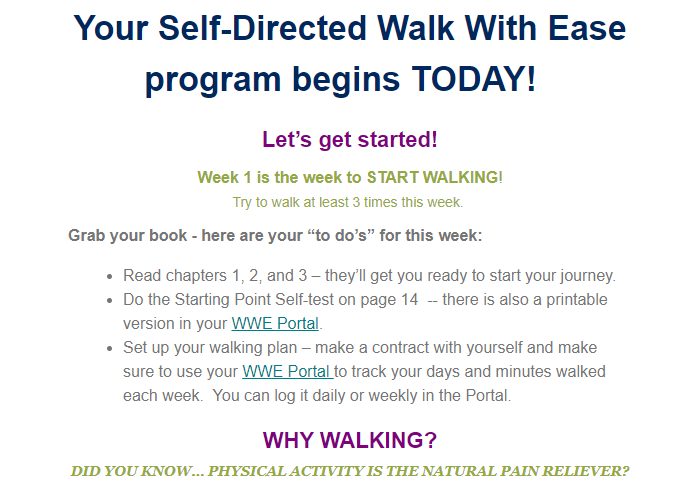 Your Self-Directed Walk With Ease
program begins TODAY!
Let's get started!
Week 1 is the week to START WALKING!
Try to walk at least 3 times this week.
Grab your book - here are your “to do’s” for this week:
• Read chapters 1, 2, and 3 – they’ll get you ready to start your journey.
• Do the Starting Point Self-test on page 14  -- there is also a printable
version in your WWE Portal.
• Set up your walking plan – make a contract with yourself and make
sure to use your WWE Portal to track your days and minutes walked
each week.  You can log it daily or weekly in the Portal.
WHY WALKING?
DID YOU KNOW... PHYSICAL ACTIVITY IS THE NATURAL PAIN RELIEVER?